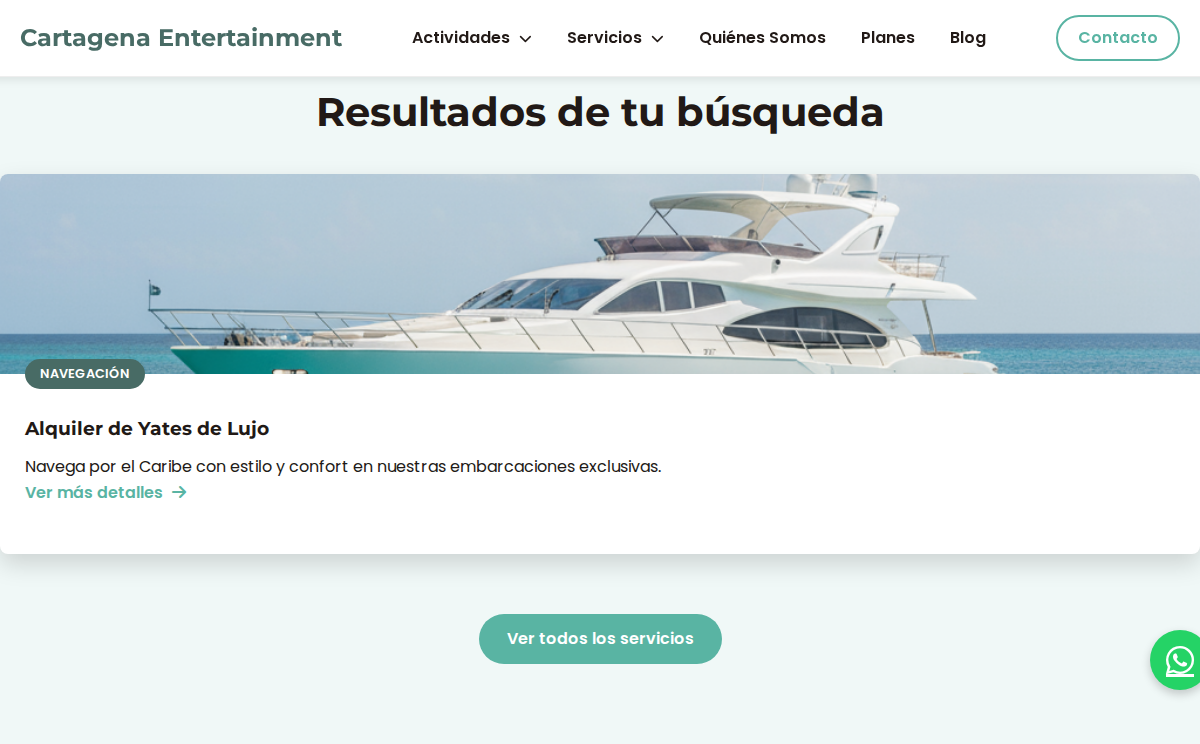 Cartagena Entertainment
Actividades
Servicios
Quiénes Somos
Planes
Blog
Contacto
Resultados de tu búsqueda
NAVEGACIÓN
Alquiler de Yates de Lujo
Navega por el Caribe con estilo y confort en nuestras embarcaciones exclusivas.
Ver más detalles →
Ver todos los servicios